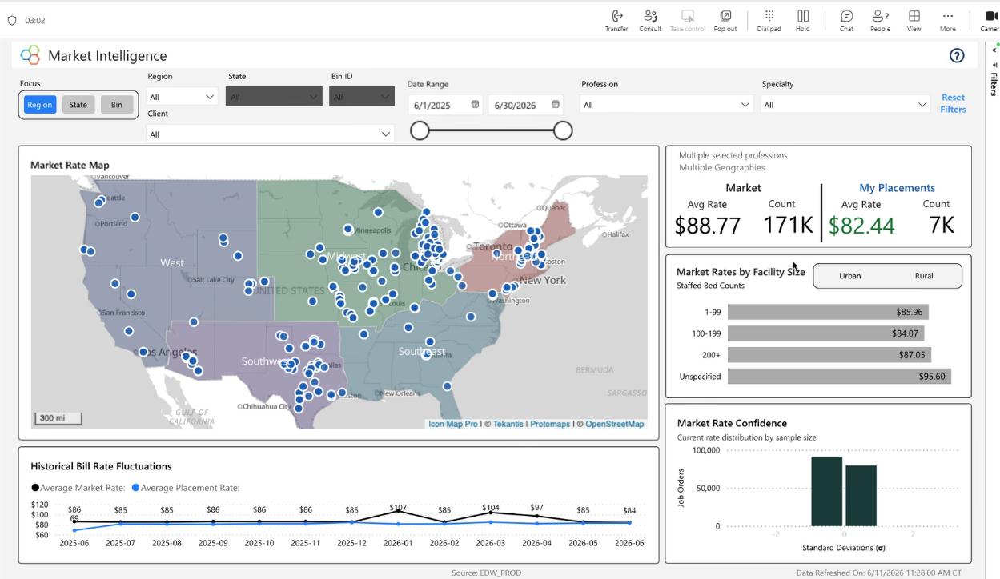 03:02
Transfer
Consult
Take control
Pop out
Dial pad
Hold
Chat
2
People
View
More
Camer
Market Intelligence
?
Filters
Focus
Region
State
Bin
Region
All
State
All
Bin ID
All
Client
All
Date Range
6/1/2025
6/30/2026
Profession
All
Specialty
All
Reset
Filters
Market Rate Map
Vancouver
Seattle
Portland
West
Salt Lake City
San Francisco
Los Angeles
UNITED STATES
Minneapolis
Midwest
Chicago
Ottawa
Quebec
Halifax
Toronto
New York
Washington
Southwest
Southeast
New Orleans
Chihuahua City
GULF OF
CALIFORNIA
BERMUDA
SARGASSO
300 mi
Icon Map Pro | © Tekantis | Protomaps | © OpenStreetMap
Multiple selected professions
Multiple Geographies
Market
Avg Rate
Count
$88.77
171K
My Placements
Avg Rate
Count
$82.44
7K
Market Rates by Facility Size
Staffed Bed Counts
Urban
Rural
1-99
$85.96
100-199
$84.07
200+
$87.05
Unspecified
$95.60
Historical Bill Rate Fluctuations
Average Market Rate:
Average Placement Rate:
$120
$100
$80
$60
$86
69
$85
$85
$86
$86
$86
$85
$107
$85
$104
$97
$85
$84
2025-06
2025-07
2025-08
2025-09
2025-10
2025-11
2025-12
2026-01
2026-02
2026-03
2026-04
2026-05
2026-06
Market Rate Confidence
Current rate distribution by sample size
Job Orders
100,000
50,000
0
-2
0
2
Standard Deviations (σ)
Source: EDW_PROD
Data Refreshed On: 6/11/2026 11:28:00 AM CT